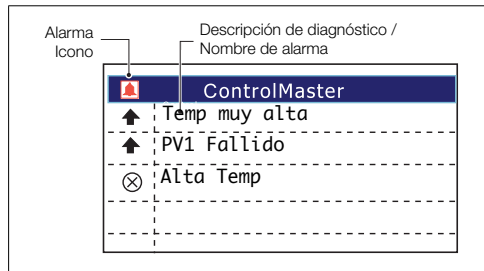 Alarma
Icono
Descripción de diagnóstico /
Nombre de alarma
ControlMaster
Temp muy alta
PV1 Fallido
Alta Temp